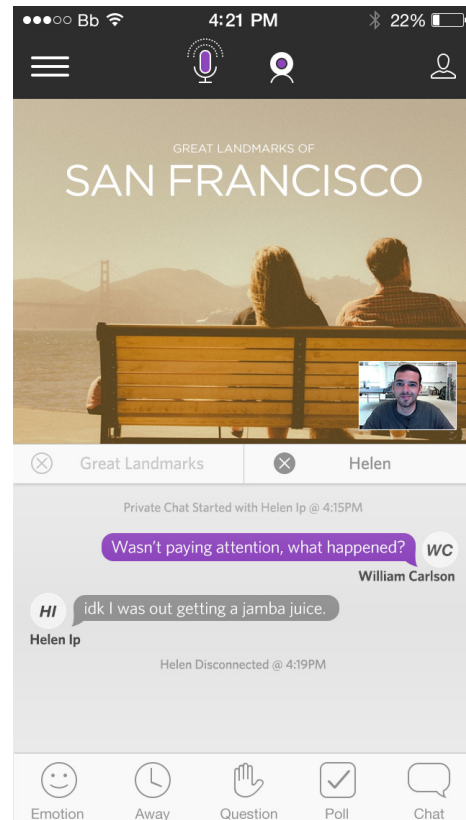 Bb 4:21 PM 22%
GREAT LANDMARKS OF
SAN FRANCISCO
Great Landmarks Helen
Private Chat Started with Helen Ip @ 4:15PM
Wasn't paying attention, what happened? WC
William Carlson
HI idk I was out getting a jamba juice.
Helen Ip
Helen Disconnected @ 4:19PM
Emotion Away Question Poll Chat